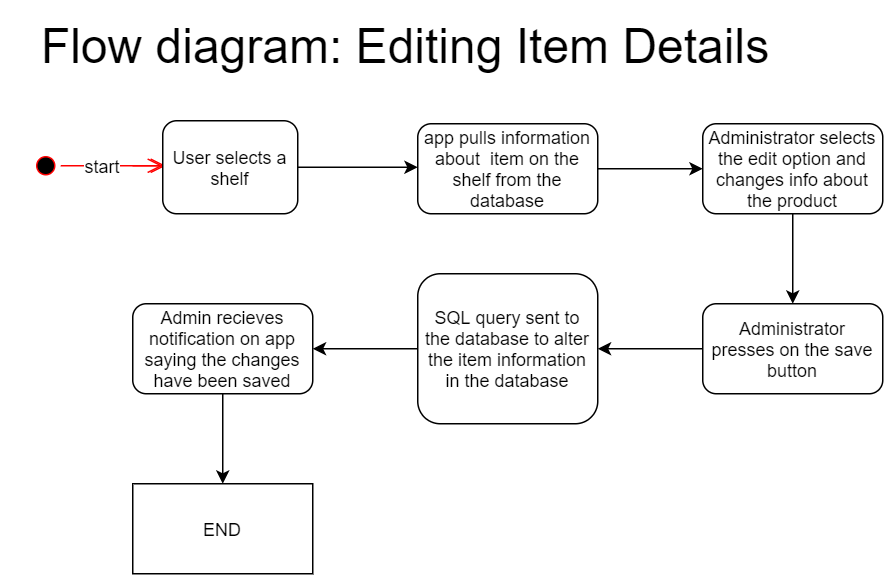 Flow diagram: Editing Item Details
start
User selects a
shelf
app pulls information
about item on the
shelf from the
database
Administrator selects
the edit option and
changes info about
the product
Administrator
presses on the save
button
SQL query sent to
the database to alter
the item information
in the database
Admin recieves
notification on app
saying the changes
have been saved
END